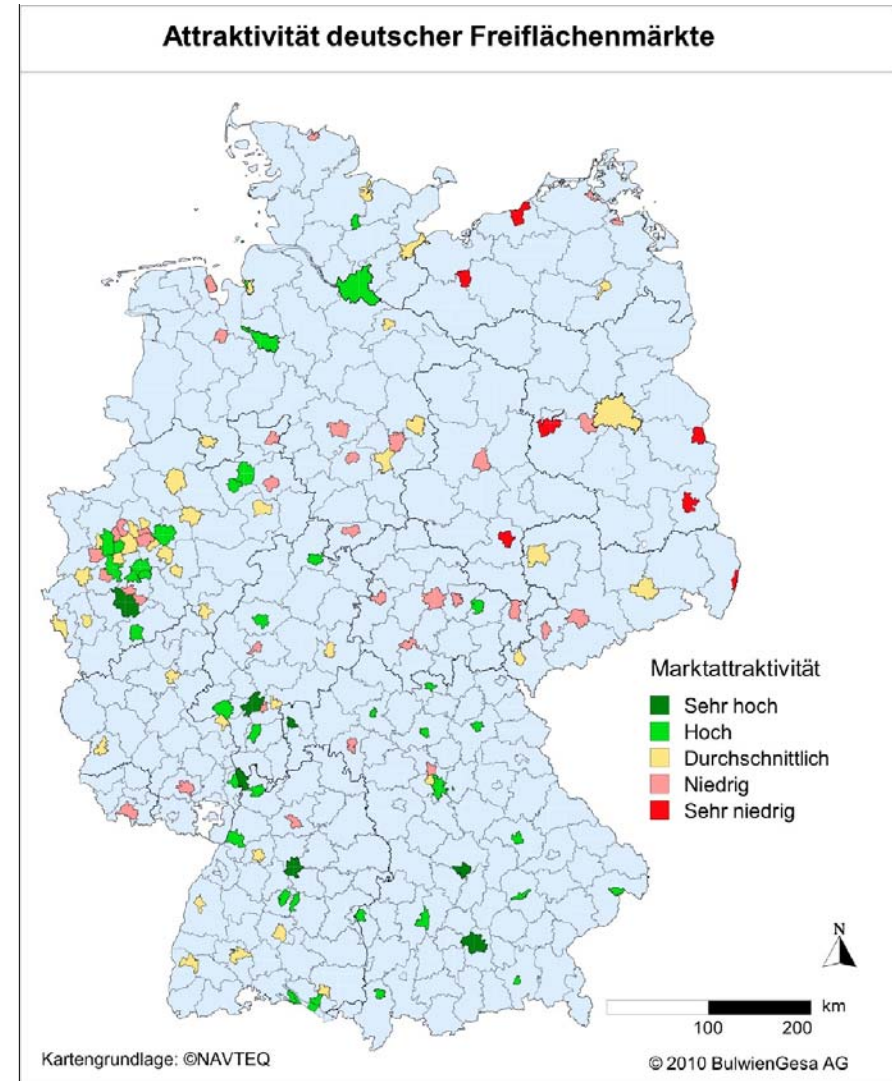 Attraktivität deutscher Freiflächenmärkte
Marktattraktivität
Sehr hoch
Hoch
Durchschnittlich
Niedrig
Sehr niedrig
N
km
100 200
Kartengrundlage: ©NAVTEQ
© 2010 BulwienGesa AG